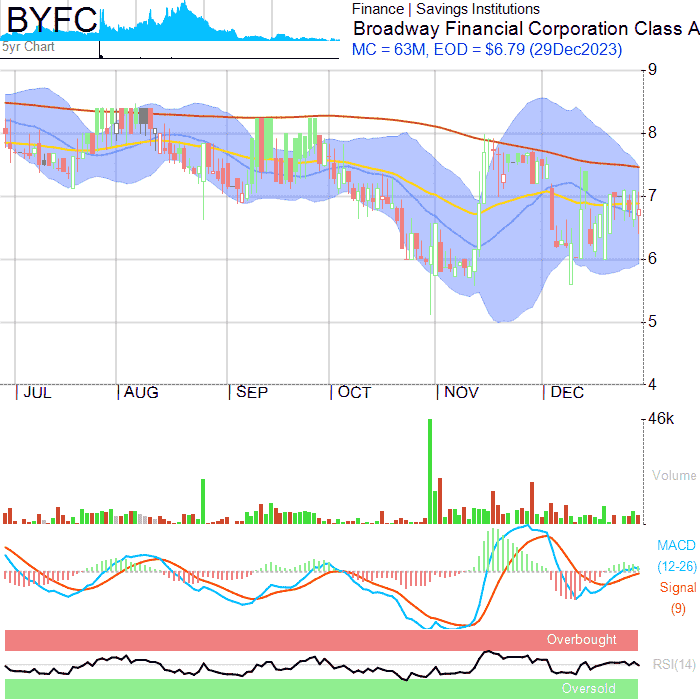 BYFC
5yr Chart
Finance | Savings Institutions
Broadway Financial Corporation Class A
MC = 63M, EOD = $6.79 (29Dec2023)
9
8
7
6
5
4
JUL AUG SEP OCT NOV DEC
46k
Volume
MACD
(12-26)
Signal
(9)
Overbought
RSI(14)
Oversold